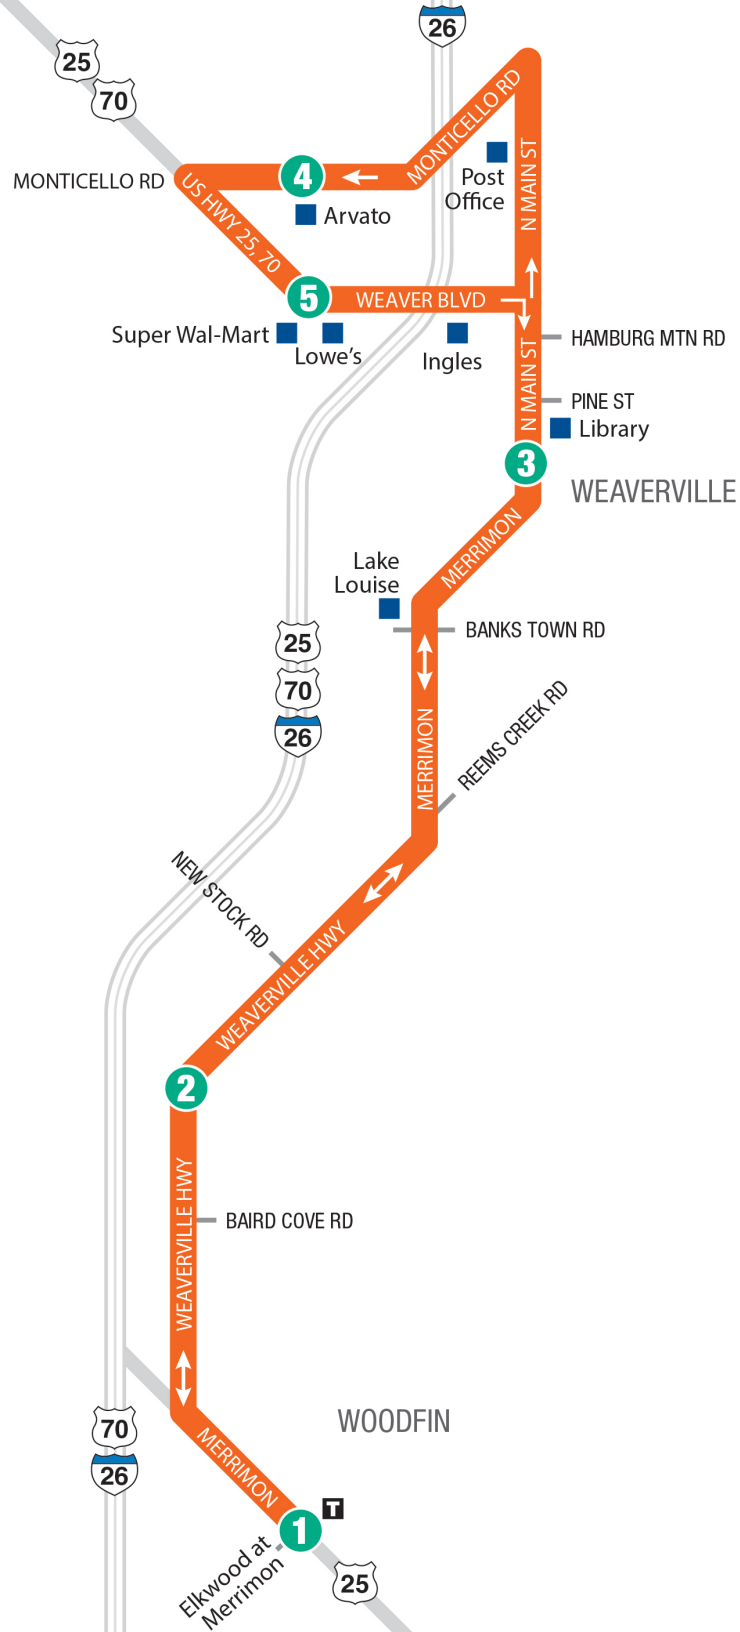 26
25
70
MONTICELLO RD
N MAIN ST
Post
Office
MONTICELLO RD
4
Arvato
US HWY 25, 70
5
WEAVER BLVD
Super Wal-Mart
Lowe's
Ingles
HAMBURG MTN RD
N MAIN ST
PINE ST
Library
3
WEAVERVILLE
MERRIMON
Lake
Louise
BANKS TOWN RD
25
70
26
MERRIMON
REEMS CREEK RD
NEW STOCK RD
WEAVERVILLE HWY
2
WEAVERVILLE HWY
BAIRD COVE RD
70
26
WOODFIN
MERRIMON
T
1
Elkwood at
Merrimon
25